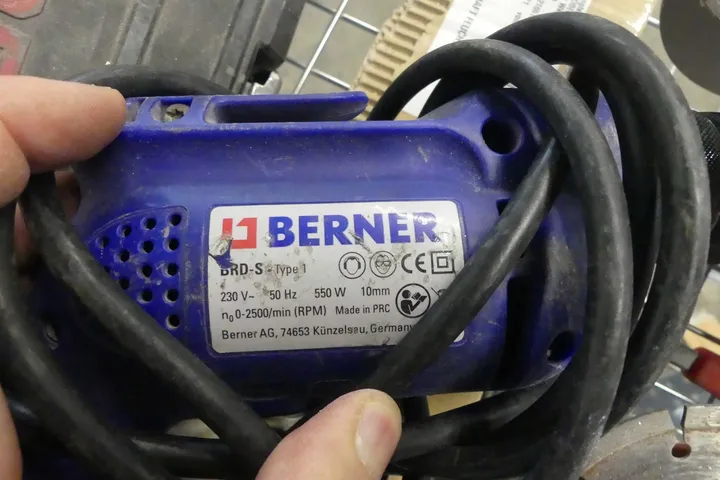 BERNER
BRD-S - Type 1
CE
230 V~ 50 Hz 550 W 10mm
n₀ 0-2500/min (RPM) Made in PRC
Berner AG, 74653 Künzelsau, Germany